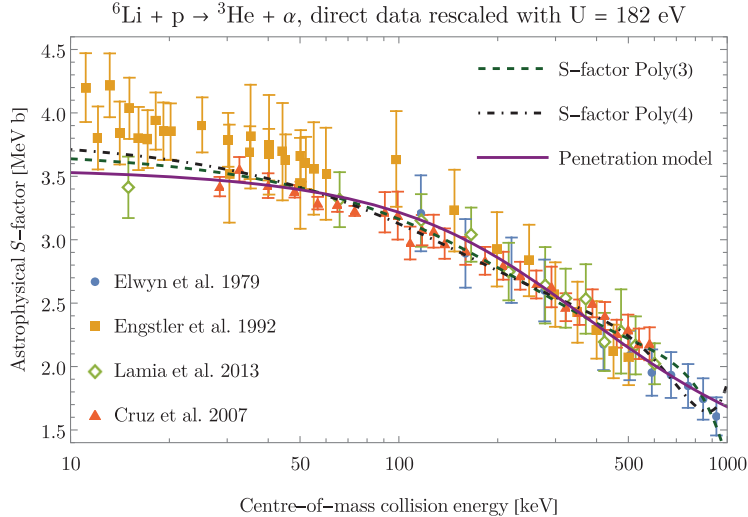 ⁶Li + p → ³He + α, direct data rescaled with U = 182 eV
Astrophysical S−factor [MeV b]
4.5
4.0
3.5
3.0
2.5
2.0
1.5
S−factor Poly(3)
S−factor Poly(4)
Penetration model
Elwyn et al. 1979
Engstler et al. 1992
Lamia et al. 2013
Cruz et al. 2007
10 50 100 500 1000
Centre−of−mass collision energy [keV]